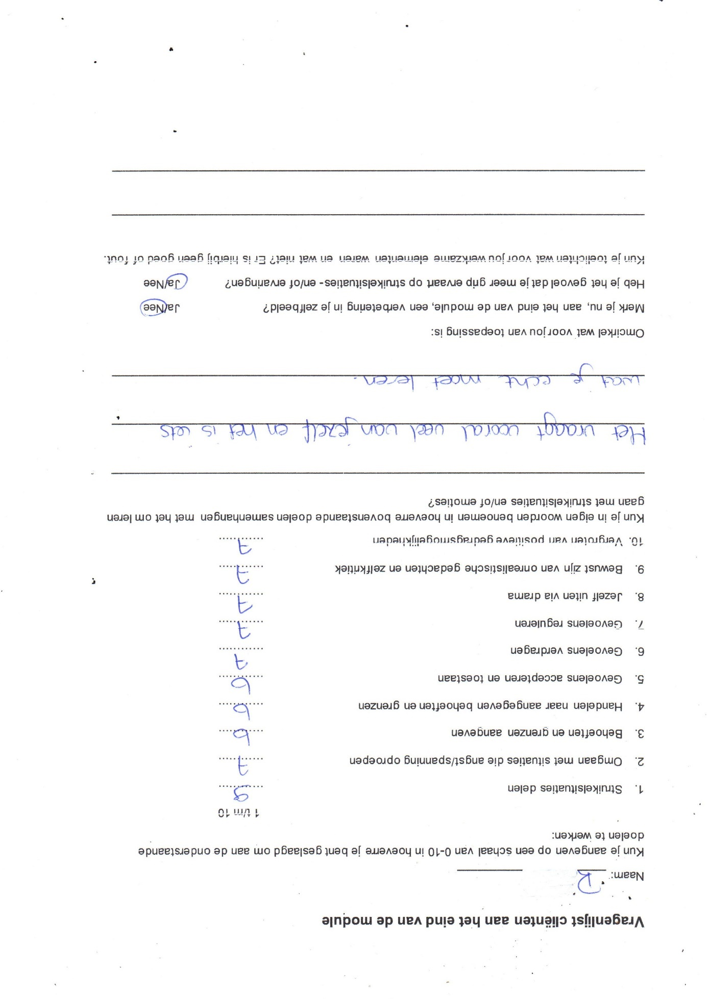 Vragenlijst cliënten aan het eind van de module
Naam: R
Kun je aangeven op een schaal van 0-10 in hoeverre je bent geslaagd om aan de onderstaande
doelen te werken:
1 t/m 10
1. Struikelsituaties delen 8
2. Omgaan met situaties die angst/spanning oproepen 7
3. Behoeften en grenzen aangeven 6
4. Handelen naar aangegeven behoeften en grenzen 6
5. Gevoelens accepteren en toestaan 6
6. Gevoelens verdragen 7
7. Gevoelens reguleren 7
8. Jezelf uiten via drama 7
9. Bewust zijn van onrealistische gedachten en zelfkritiek 7
10. Vergroten van positieve gedragsmogelijkheden 7
Kun je in eigen woorden benoemen in hoeverre bovenstaande doelen samenhangen met het om leren
gaan met struikelsituaties en/of emoties?
Het vraagt vooral veel van jezelf en het is iets
wat je echt moet leren.
Omcirkel wat voor jou van toepassing is:
Merk je nu, aan het eind van de module, een verbetering in je zelfbeeld? Ja/Nee
Heb je het gevoel dat je meer grip ervaart op struikelsituaties- en/of ervaringen? Ja/Nee
Kun je toelichten wat voor jou werkzame elementen waren en wat niet? Er is hierbij geen goed of fout.